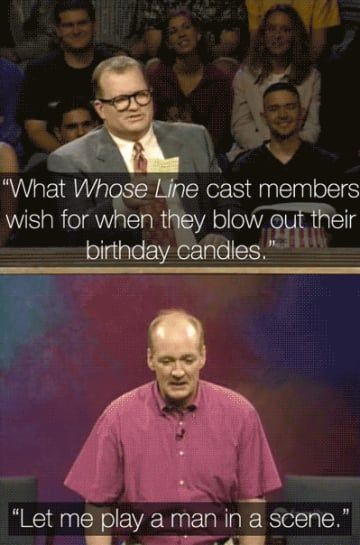 “What Whose Line cast members
wish for when they blow out their
birthday candles.”
“Let me play a man in a scene.”